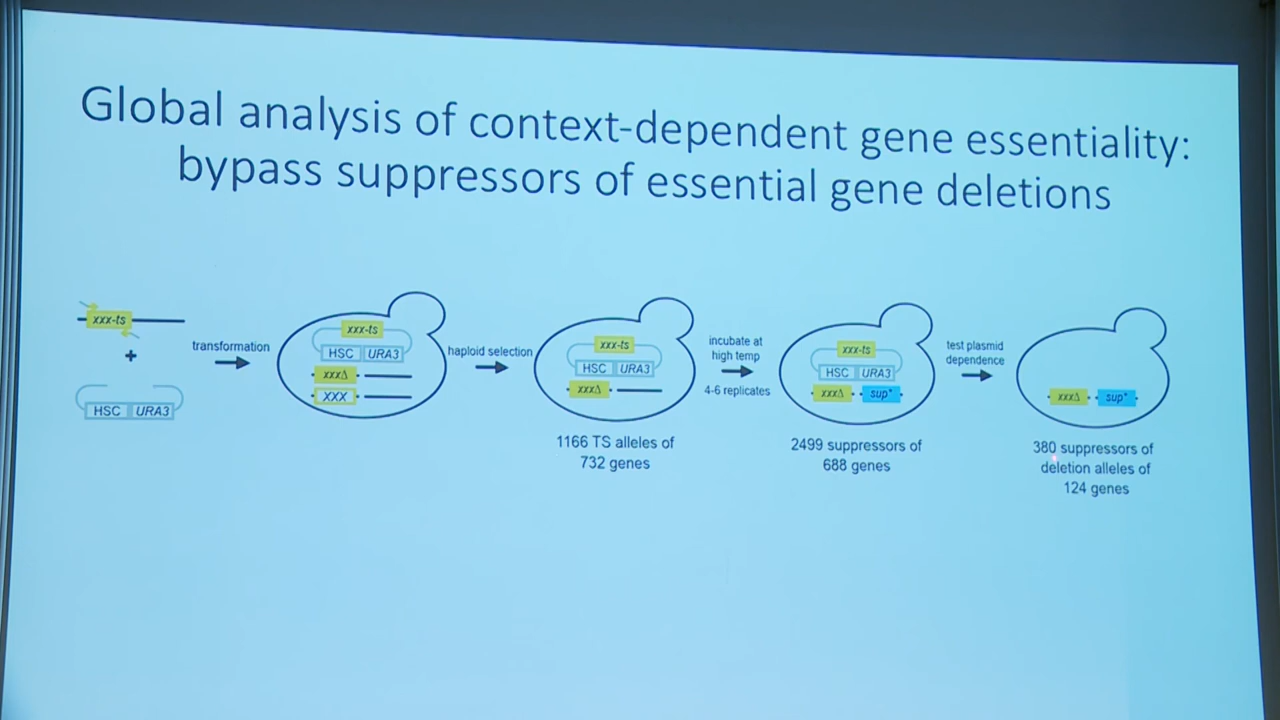 Global analysis of context-dependent gene essentiality:
bypass suppressors of essential gene deletions
xxx-ts
+
HSC URA3
transformation
xxx-ts
HSC URA3
xxxΔ
XXX
haploid selection
xxx-ts
HSC URA3
xxxΔ
1166 TS alleles of
732 genes
incubate at
high temp
4-6 replicates
xxx-ts
HSC URA3
xxxΔ sup*
2499 suppressors of
688 genes
test plasmid
dependence
xxxΔ sup*
380 suppressors of
deletion alleles of
124 genes